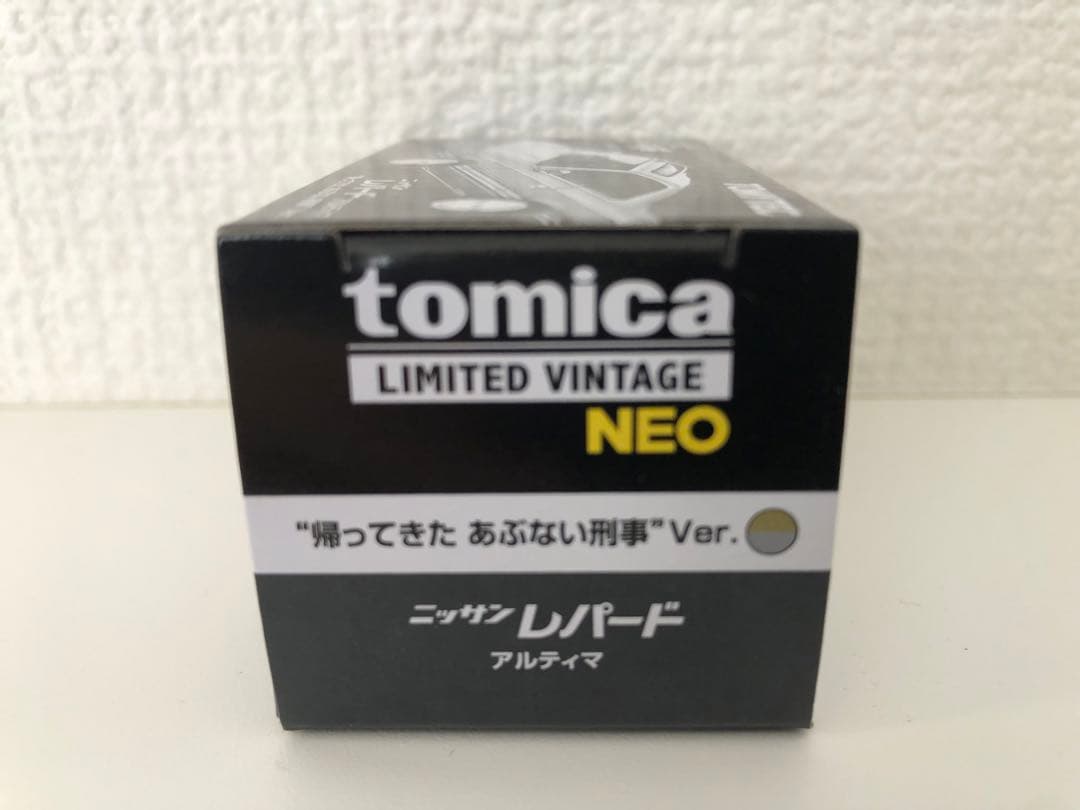 tomica
LIMITED VINTAGE
NEO
“帰ってきた あぶない刑事” Ver.
ニッサン レパード
アルティマ